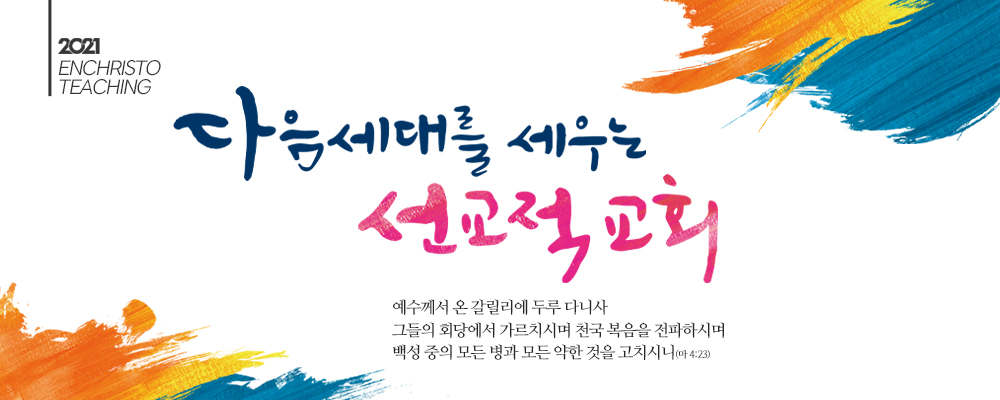 2021
ENCHRISTO
TEACHING
다음세대를 세우는
선교적 교회
예수께서 온 갈릴리에 두루 다니사
그들의 회당에서 가르치시며 천국 복음을 전파하시며
백성 중의 모든 병과 모든 약한 것을 고치시니(마 4:23)